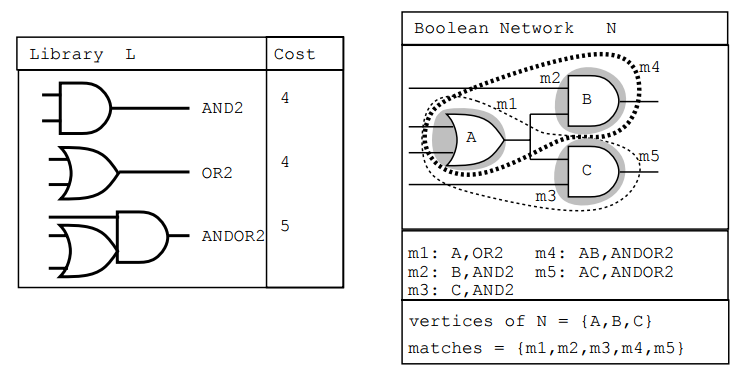 Library L Cost
AND2 4
OR2 4
ANDOR2 5
Boolean Network N
m4
m2
m1
B
A
m5
C
m3
m1: A,OR2 m4: AB,ANDOR2
m2: B,AND2 m5: AC,ANDOR2
m3: C,AND2
vertices of N = {A,B,C}
matches = {m1,m2,m3,m4,m5}